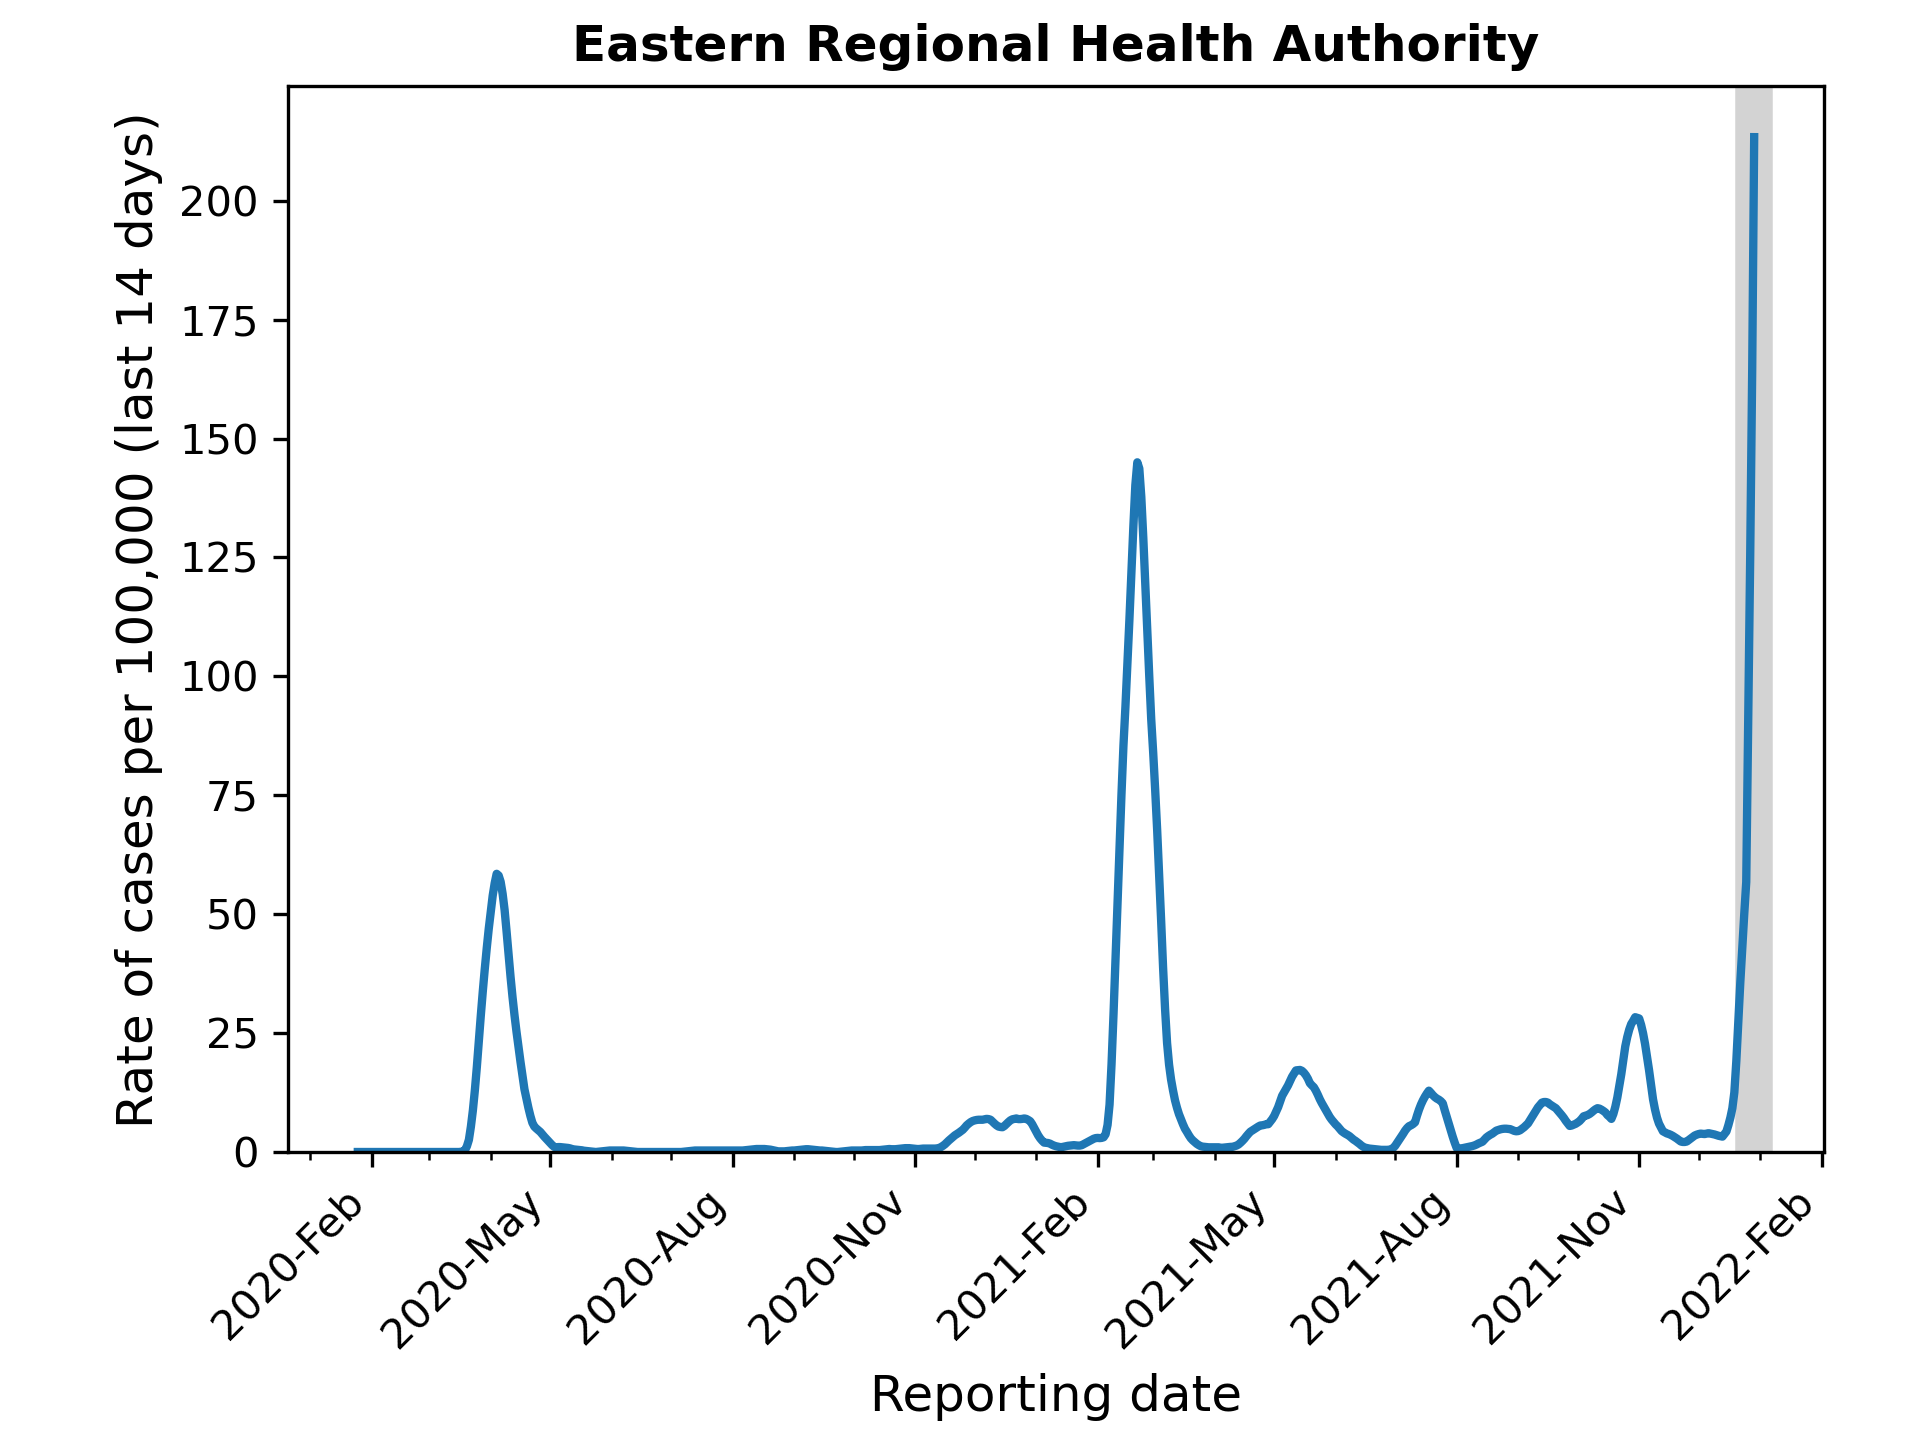 Eastern Regional Health Authority
Rate of cases per 100,000 (last 14 days)
200
175
150
125
100
75
50
25
0
2020-Feb
2020-May
2020-Aug
2020-Nov
2021-Feb
2021-May
2021-Aug
2021-Nov
2022-Feb
Reporting date